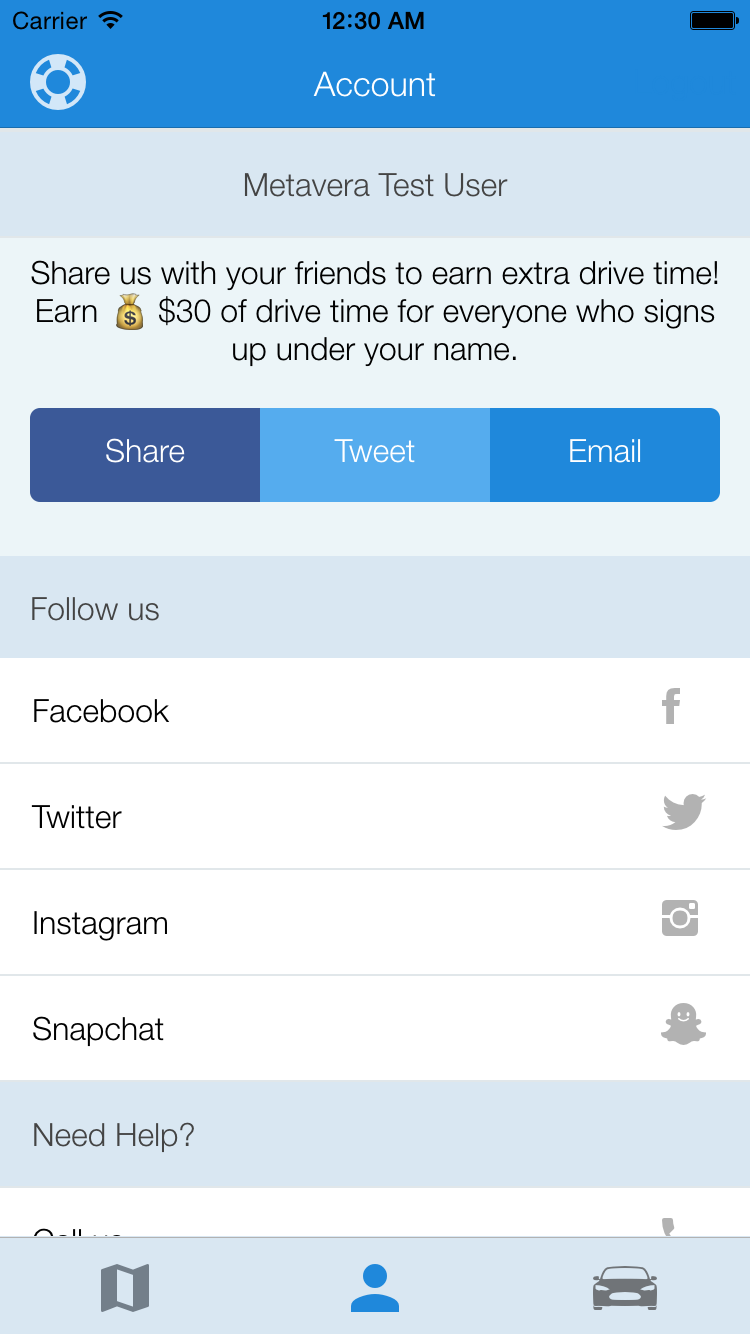 Carrier 12:30 AM
Account
Metavera Test User
Share us with your friends to earn extra drive time!
Earn 💰 $30 of drive time for everyone who signs
up under your name.
Share Tweet Email
Follow us
Facebook
Twitter
Instagram
Snapchat
Need Help?
Call us